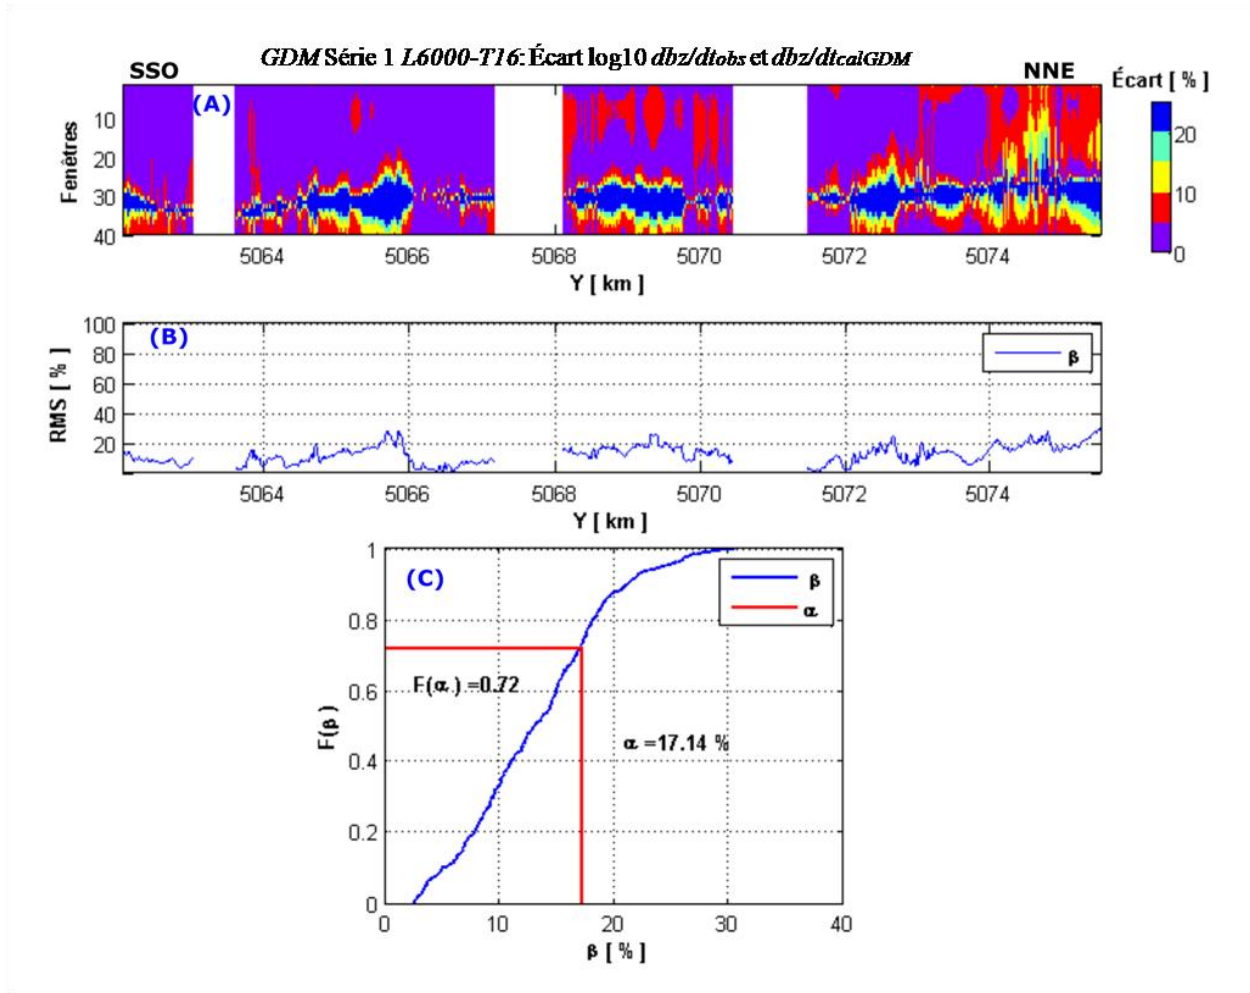 GDM Série 1 L6000-T16: Écart log10 dbz/dtobs et dbz/dtcalGDM
SSO
NNE
Écart [ % ]
(A)
Fenêtres
10
20
30
40
5064
5066
5068
5070
5072
5074
Y [ km ]
20
10
0
(B)
RMS [ % ]
100
80
60
40
20
β
5064
5066
5068
5070
5072
5074
Y [ km ]
(C)
F(β)
1
0.8
0.6
0.4
0.2
0
β
α
F(α) =0.72
α =17.14 %
0
10
20
30
40
β [ % ]